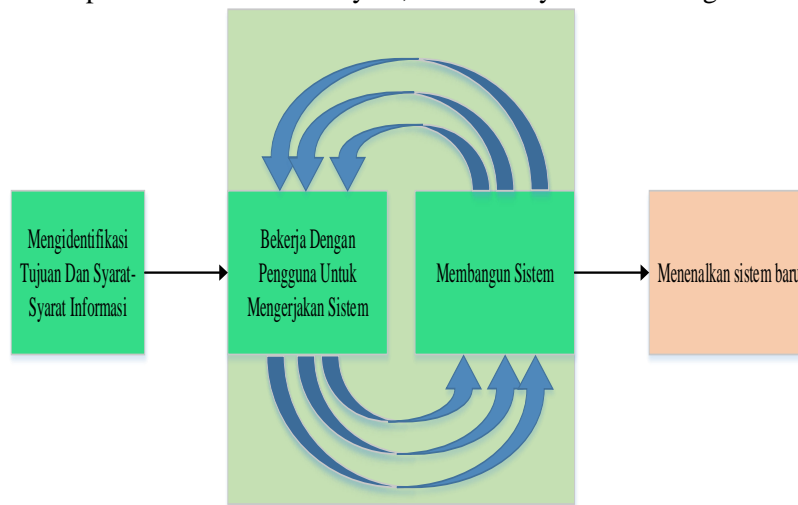 Mengidentifikasi
Tujuan Dan Syarat-
Syarat Informasi
Bekerja Dengan
Pengguna Untuk
Mengerjakan Sistem
Membangun Sistem
Menenalkan sistem baru